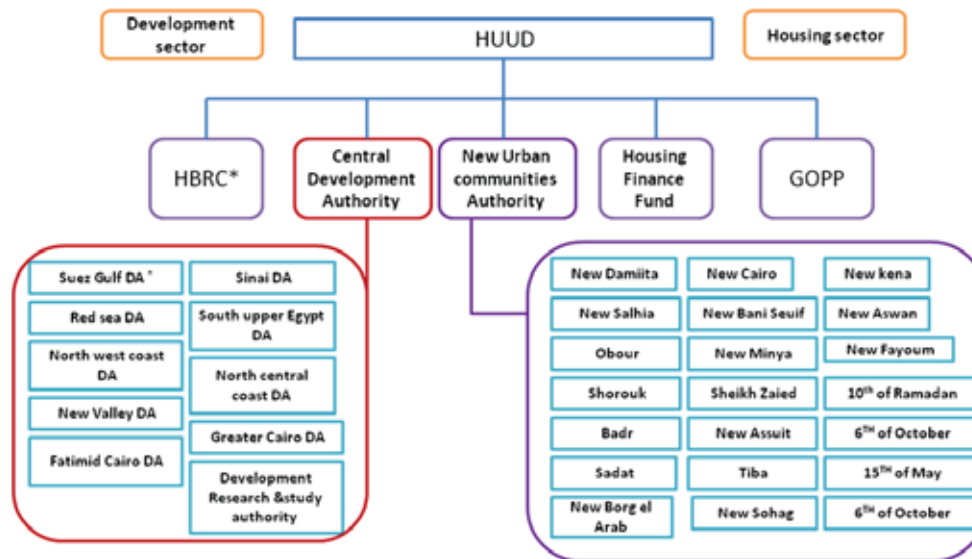 Development
sector
HUUD
Housing sector
HBRC*
Central
Development
Authority
New Urban
communities
Authority
Housing
Finance
Fund
GOPP
Suez Gulf DA *
Red sea DA
North west coast
DA
New Valley DA
Fatimid Cairo DA
Sinai DA
South upper Egypt
DA
North central
coast DA
Greater Cairo DA
Development
Research &study
authority
New Damiita
New Salhia
Obour
Shorouk
Badr
Sadat
New Borg el
Arab
New Cairo
New Bani Seuif
New Minya
Sheikh Zaied
New Assuit
Tiba
New Sohag
New kena
New Aswan
New Fayoum
10th of Ramadan
6TH of October
15TH of May
6TH of October